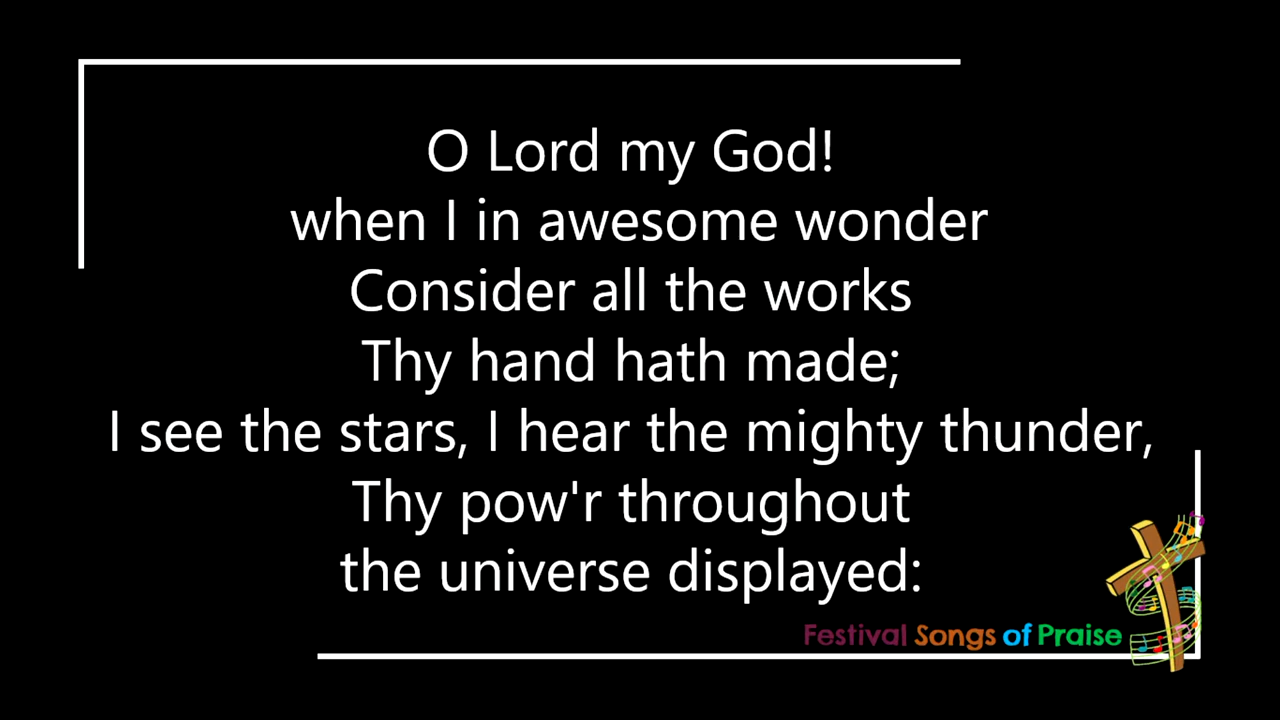 O Lord my God!
when I in awesome wonder
Consider all the works
Thy hand hath made;
I see the stars, I hear the mighty thunder,
Thy pow'r throughout
the universe displayed:
Festival Songs of Praise